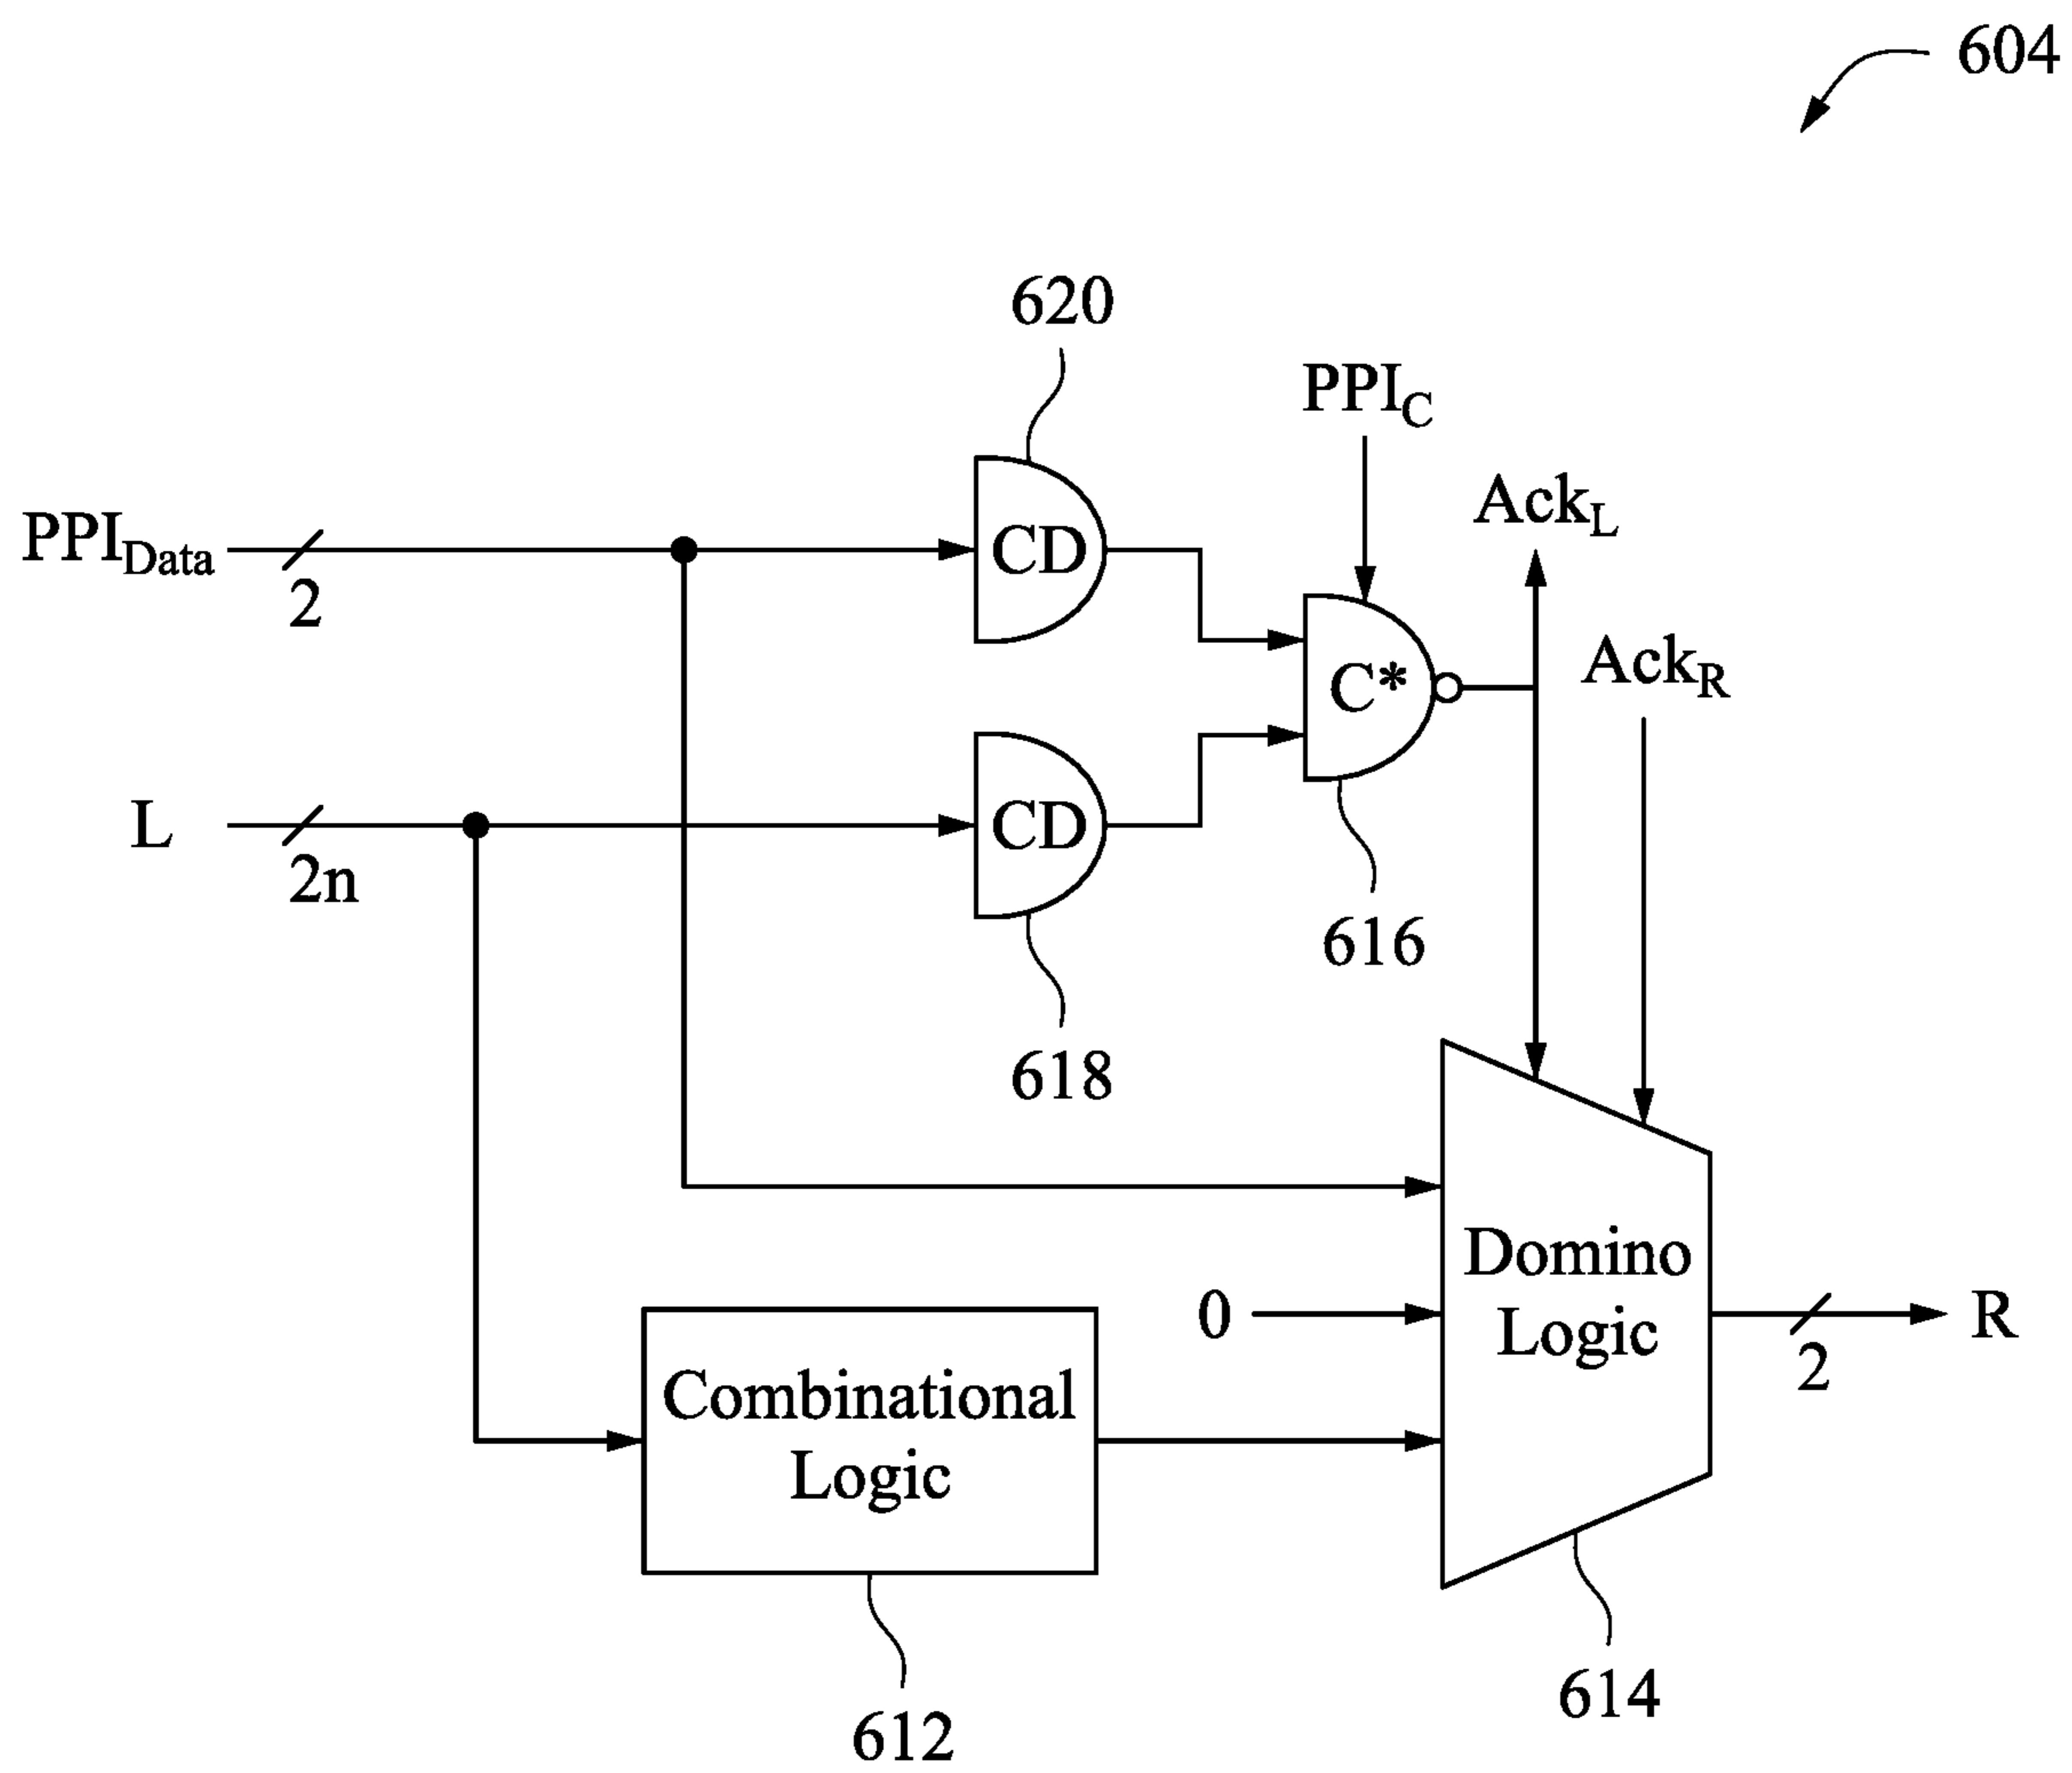 604
620
PPI_C
Ack_L
PPI_Data
2
CD
Ack_R
C*
L
2n
CD
616
618
Domino
Logic
0
R
2
Combinational
Logic
614
612